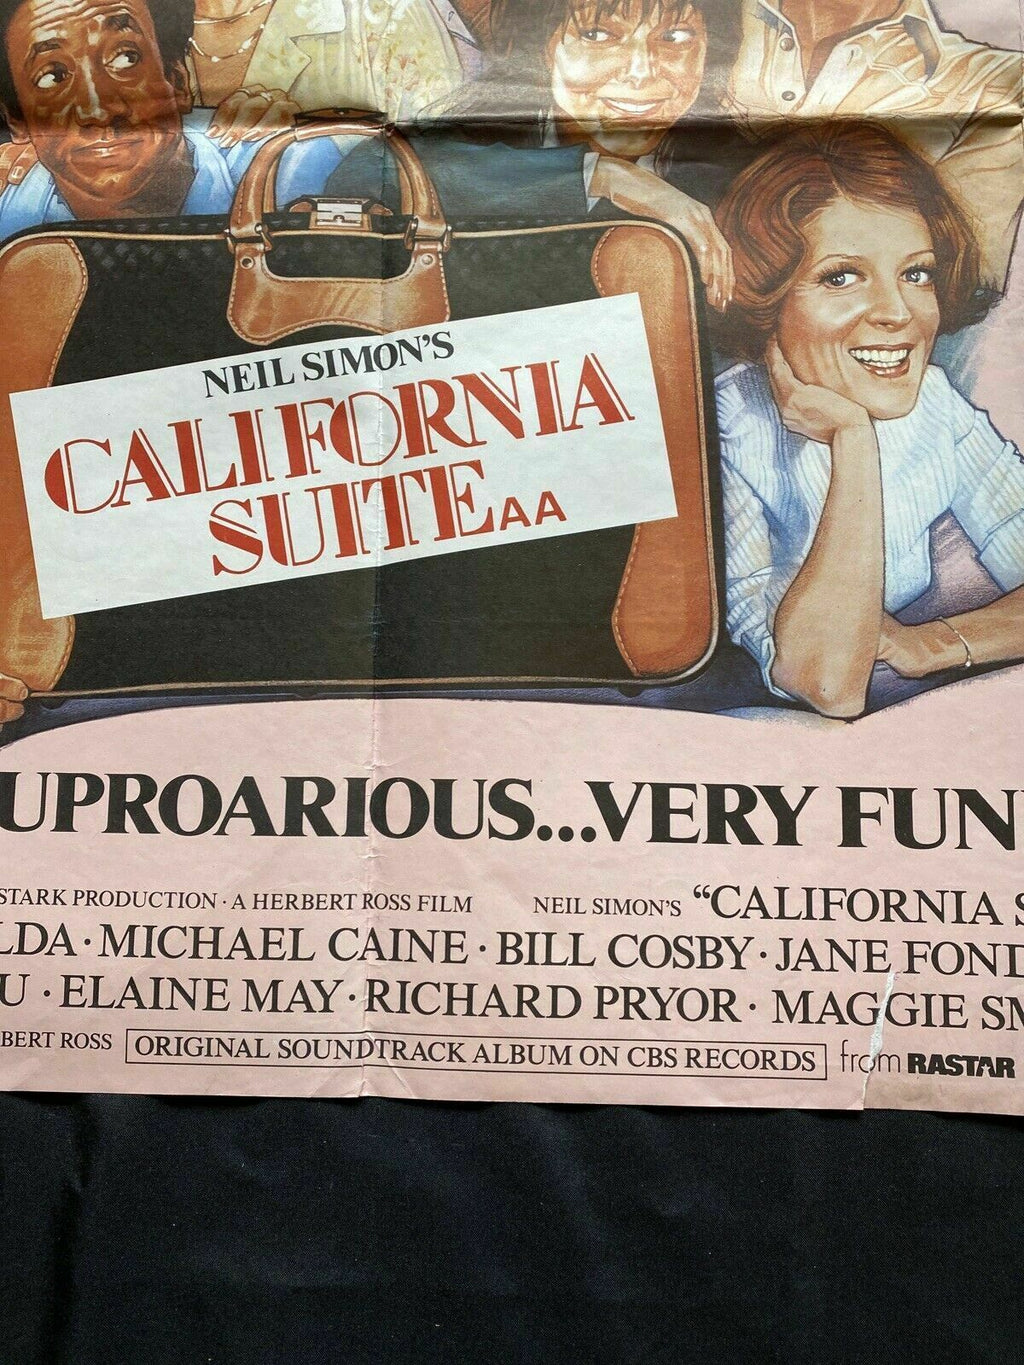 NEIL SIMON'S
CALIFORNIA
SUITE AA
UPROARIOUS...VERY FUN
STARK PRODUCTION · A HERBERT ROSS FILM NEIL SIMON'S "CALIFORNIA S
LDA · MICHAEL CAINE · BILL COSBY · JANE FOND
U · ELAINE MAY · RICHARD PRYOR · MAGGIE SM
BERT ROSS ORIGINAL SOUNDTRACK ALBUM ON CBS RECORDS from RASTAR